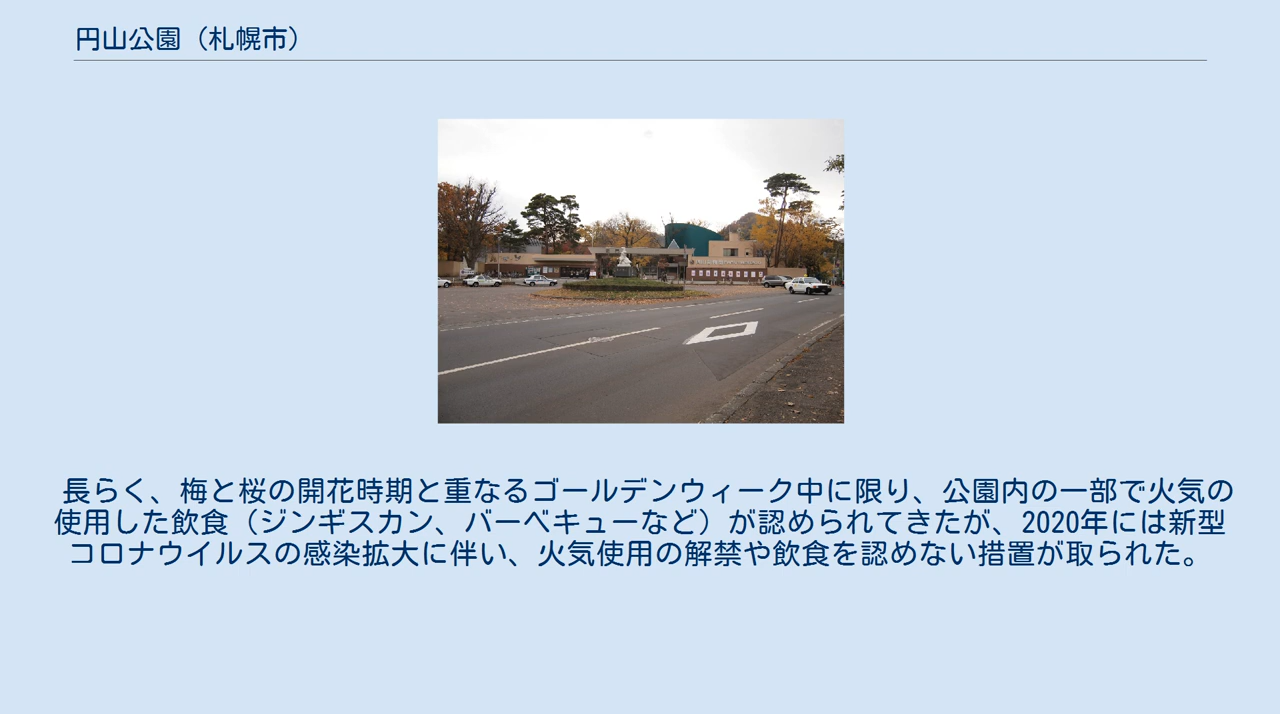 円山公園（札幌市）
長らく、梅と桜の開花時期と重なるゴールデンウィーク中に限り、公園内の一部で火気の
使用した飲食（ジンギスカン、バーベキューなど）が認められてきたが、2020年には新型
コロナウイルスの感染拡大に伴い、火気使用の解禁や飲食を認めない措置が取られた。